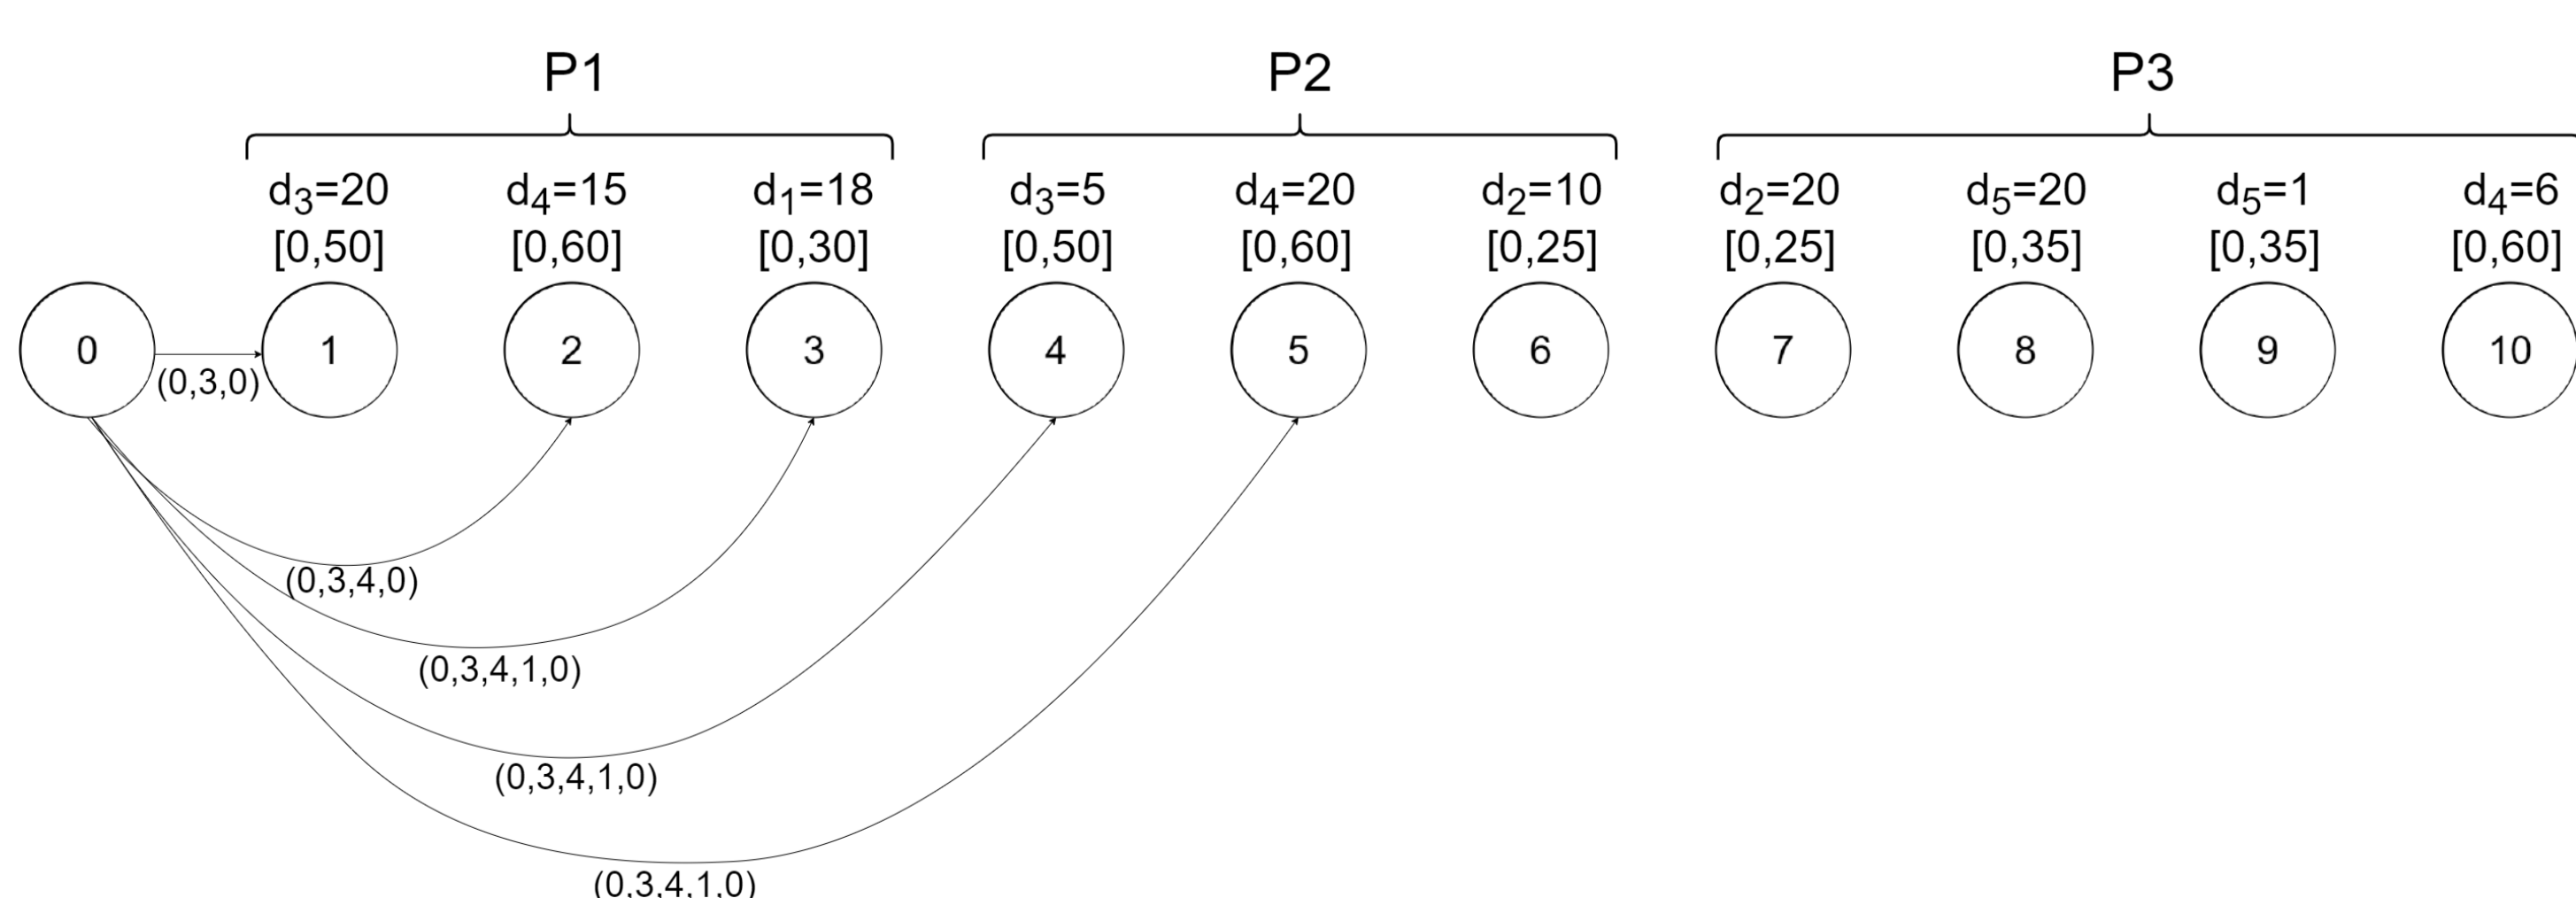 P1 P2 P3
d3=20 d4=15 d1=18 d3=5 d4=20 d2=10 d2=20 d5=20 d5=1 d4=6
[0,50] [0,60] [0,30] [0,50] [0,60] [0,25] [0,25] [0,35] [0,35] [0,60]
0 1 2 3 4 5 6 7 8 9 10
(0,3,0)
(0,3,4,0)
(0,3,4,1,0)
(0,3,4,1,0)
(0,3,4,1,0)